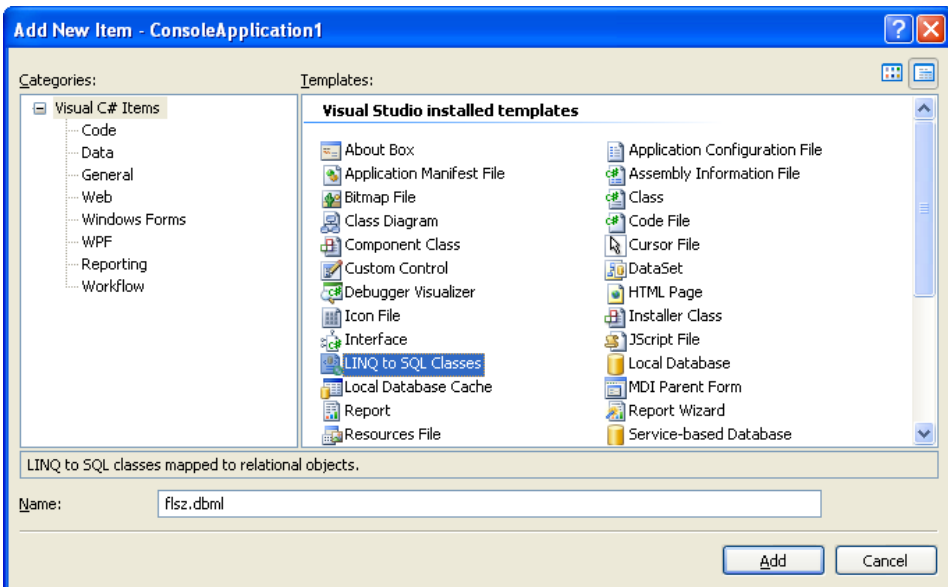 Add New Item - ConsoleApplication1
Categories:
Templates:
Visual C# Items
Code
Data
General
Web
Windows Forms
WPF
Reporting
Workflow
Visual Studio installed templates
About Box
Application Configuration File
Application Manifest File
Assembly Information File
Bitmap File
Class
Class Diagram
Code File
Component Class
Cursor File
Custom Control
DataSet
Debugger Visualizer
HTML Page
Icon File
Installer Class
Interface
JScript File
LINQ to SQL Classes
Local Database
Local Database Cache
MDI Parent Form
Report
Report Wizard
Resources File
Service-based Database
LINQ to SQL classes mapped to relational objects.
Name:
flsz.dbml
Add
Cancel